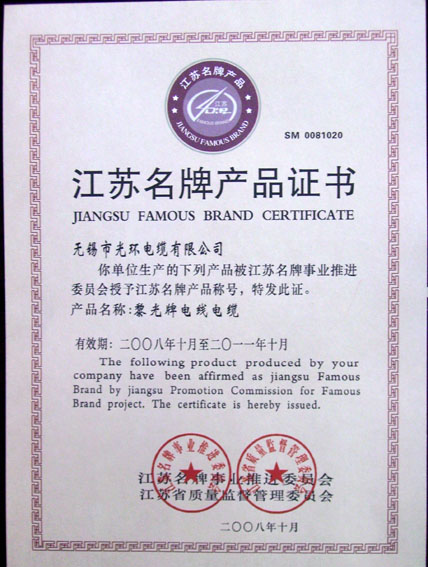 江苏名牌产品
江苏
JIANGSU FAMOUS BRAND
SM 0081020
江苏名牌产品证书
JIANGSU FAMOUS BRAND CERTIFICATE
无锡市光环电缆有限公司
你单位生产的下列产品被江苏名牌事业推进
委员会授予江苏名牌产品称号，特发此证。
产品名称:黎光牌电线电缆
有效期：二〇〇八年十月至二〇一一年十月
The following product produced by your
company have been affirmed as jiangsu Famous
Brand by jiangsu Promotion Commission for Famous
Brand project. The certificate is hereby issued.
江苏名牌事业推进委员会
江苏省质量监督管理委员会
二〇〇八年十月